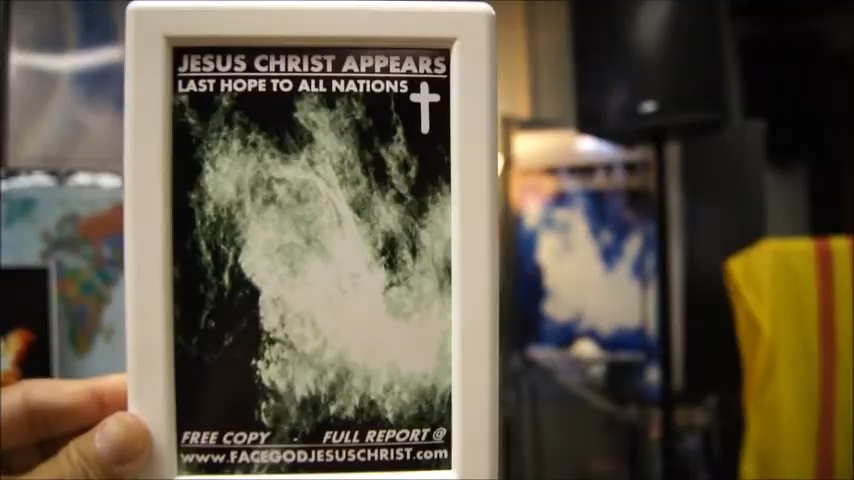 JESUS CHRIST APPEARS
LAST HOPE TO ALL NATIONS
FREE COPY - FULL REPORT @
www.FACEGODJESUSCHRIST.com